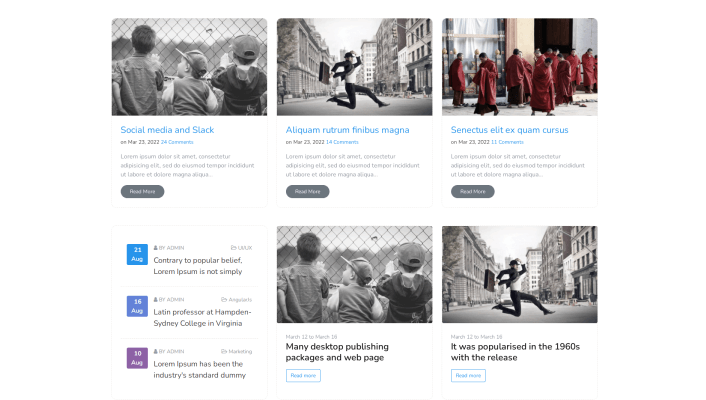 Social media and Slack
on Mar 23, 2022 24 Comments
Lorem ipsum dolor sit amet, consectetur
adipisicing elit, sed do eiusmod tempor incididunt
ut labore et dolore magna aliqua...
Read More
Aliquam rutrum finibus magna
on Mar 23, 2022 14 Comments
Lorem ipsum dolor sit amet, consectetur
adipisicing elit, sed do eiusmod tempor incididunt
ut labore et dolore magna aliqua...
Read More
Senectus elit ex quam cursus
on Mar 23, 2022 11 Comments
Lorem ipsum dolor sit amet, consectetur
adipisicing elit, sed do eiusmod tempor incididunt
ut labore et dolore magna aliqua...
Read More
21
Aug
BY ADMIN UI/UX
Contrary to popular belief,
Lorem Ipsum is not simply
16
Aug
BY ADMIN AngularJs
Latin professor at Hampden-
Sydney College in Virginia
10
Aug
BY ADMIN Marketing
Lorem Ipsum has been the
industry's standard dummy
March 12 to March 16
Many desktop publishing
packages and web page
Read more
March 12 to March 16
It was popularised in the 1960s
with the release
Read more